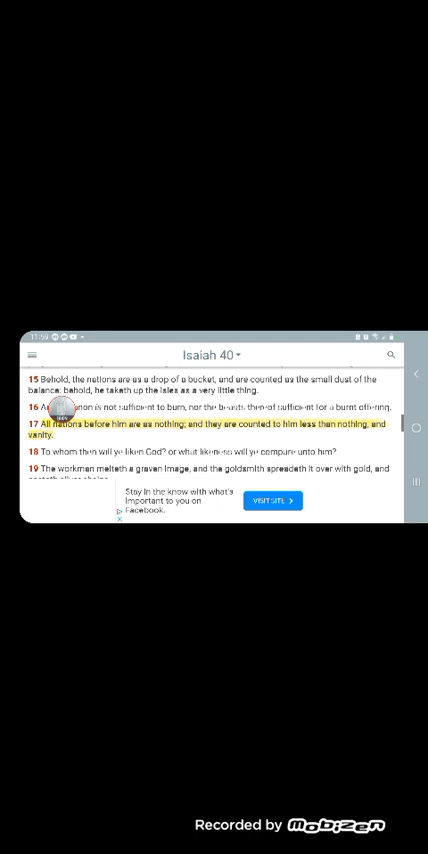 11:59
Isaiah 40
15 Behold, the nations are as a drop of a bucket, and are counted as the small dust of the
balance: behold, he taketh up the isles as a very little thing.
16 is not sufficient to burn, nor the beasts thereof sufficient for a burnt offering.
17 All nations before him are as nothing; and they are counted to him less than nothing, and
vanity.
18 To whom then will ye liken God? or what likeness will ye compare unto him?
19 The workman melteth a graven image, and the goldsmith spreadeth it over with gold, and
Stay in the know with what's
important to you on
Facebook.
VISIT SITE
Recorded by mobizen